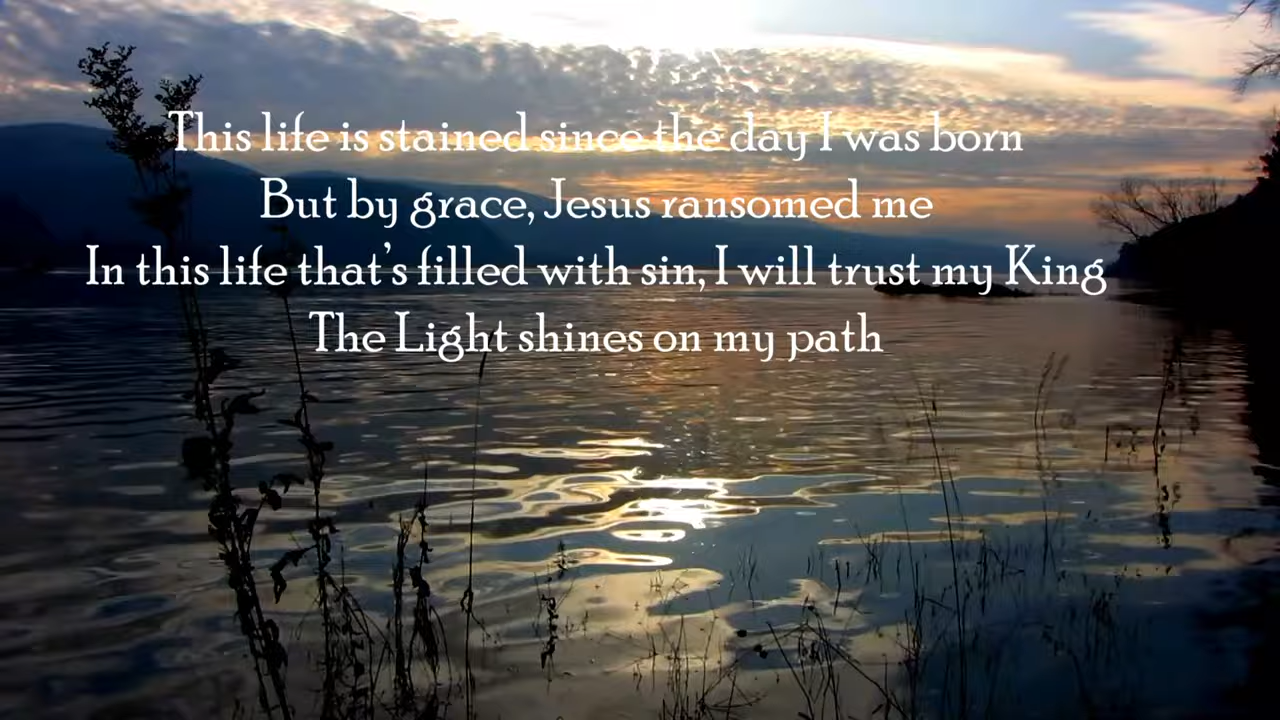 This life is stained since the day I was born
But by grace, Jesus ransomed me
In this life that's filled with sin, I will trust my King
The Light shines on my path